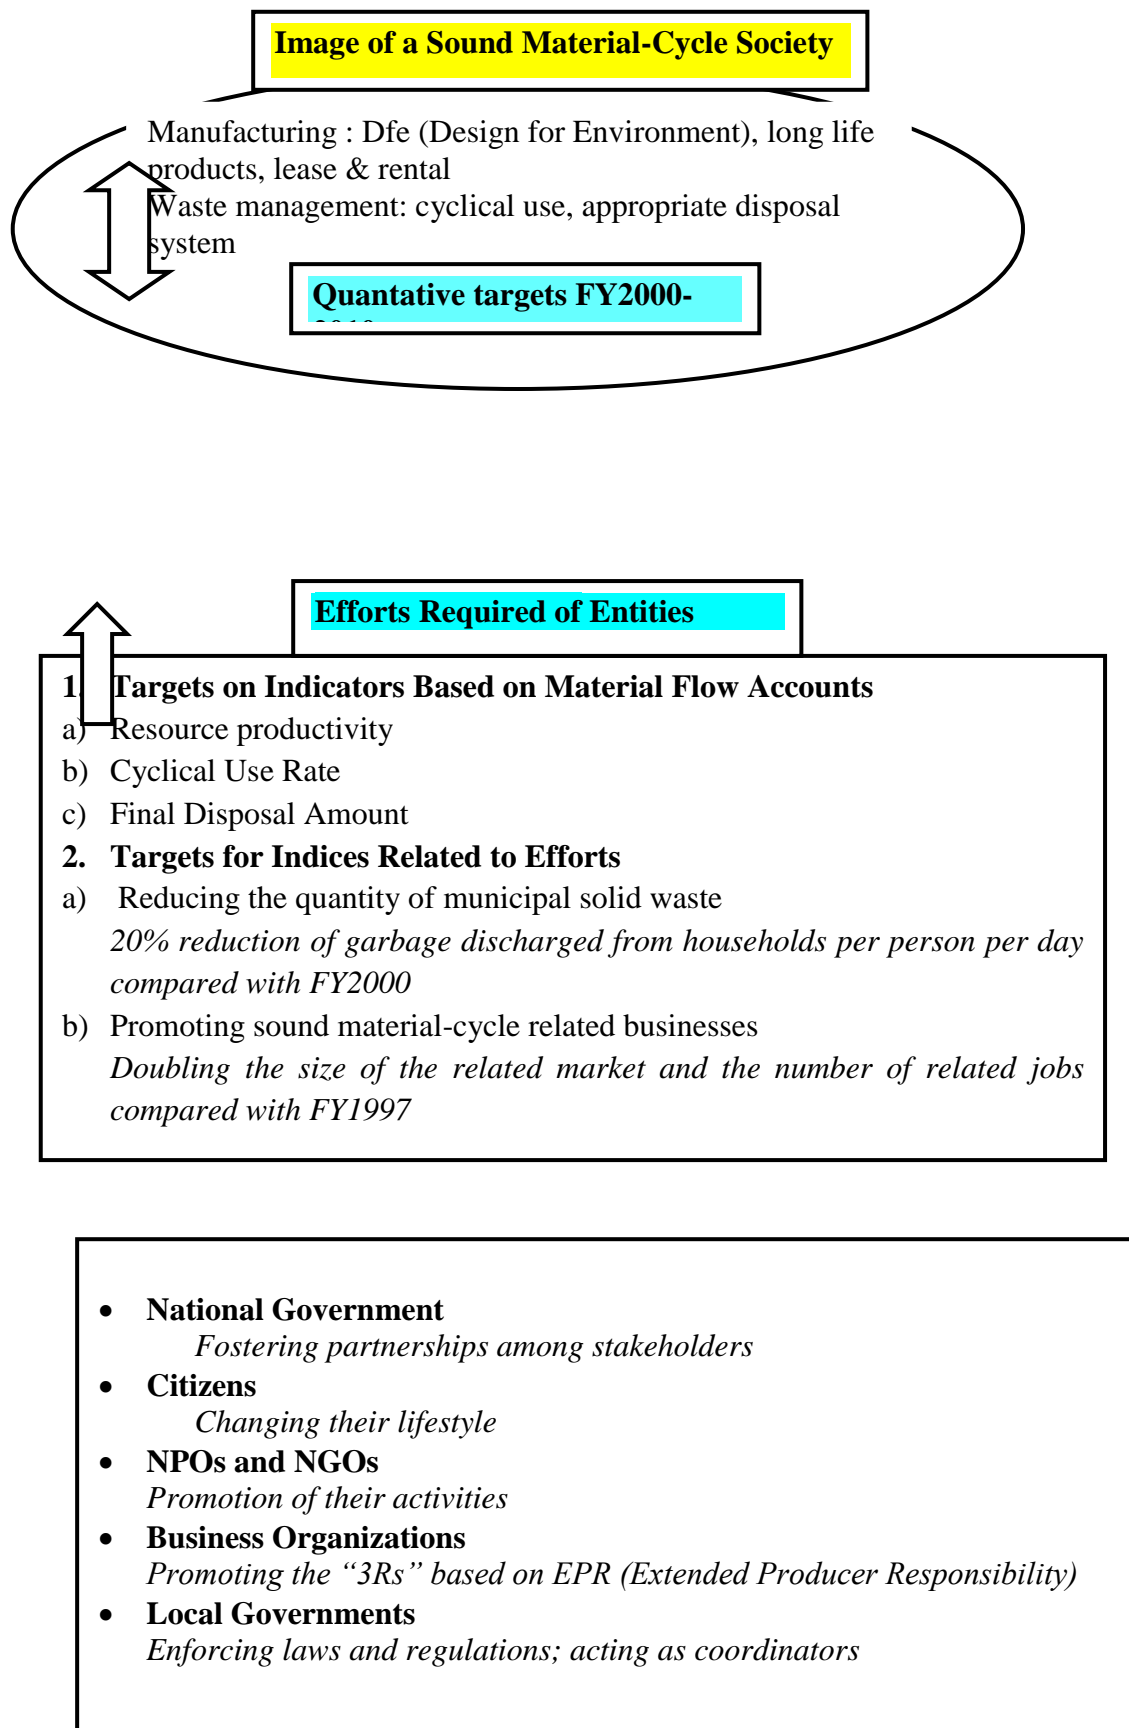 Image of a Sound Material-Cycle Society
Manufacturing : Dfe (Design for Environment), long life
products, lease & rental
Waste management: cyclical use, appropriate disposal
system
Quantative targets FY2000-
Efforts Required of Entities
1. Targets on Indicators Based on Material Flow Accounts
a) Resource productivity
b) Cyclical Use Rate
c) Final Disposal Amount
2. Targets for Indices Related to Efforts
a) Reducing the quantity of municipal solid waste
20% reduction of garbage discharged from households per person per day
compared with FY2000
b) Promoting sound material-cycle related businesses
Doubling the size of the related market and the number of related jobs
compared with FY1997
• National Government
Fostering partnerships among stakeholders
• Citizens
Changing their lifestyle
• NPOs and NGOs
Promotion of their activities
• Business Organizations
Promoting the “3Rs” based on EPR (Extended Producer Responsibility)
• Local Governments
Enforcing laws and regulations; acting as coordinators